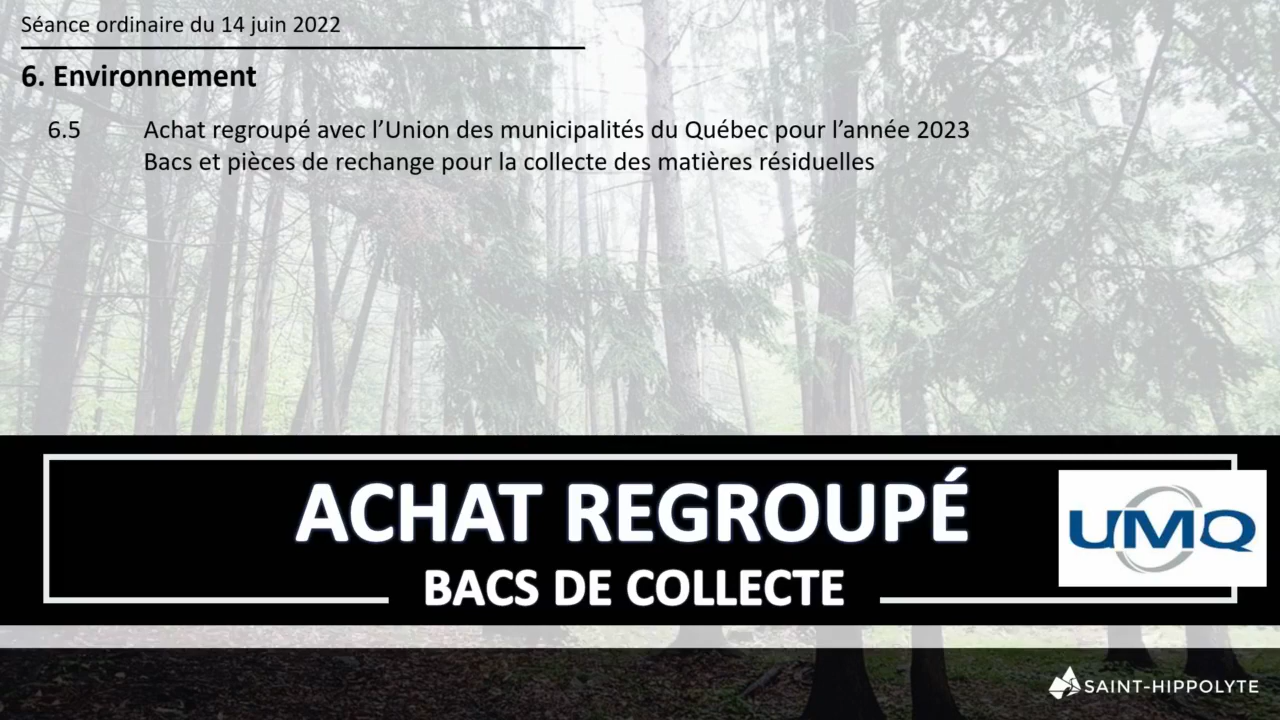 Séance ordinaire du 14 juin 2022
6. Environnement
6.5 Achat regroupé avec l’Union des municipalités du Québec pour l’année 2023
Bacs et pièces de rechange pour la collecte des matières résiduelles
ACHAT REGROUPÉ
UMQ
BACS DE COLLECTE
SAINT-HIPPOLYTE